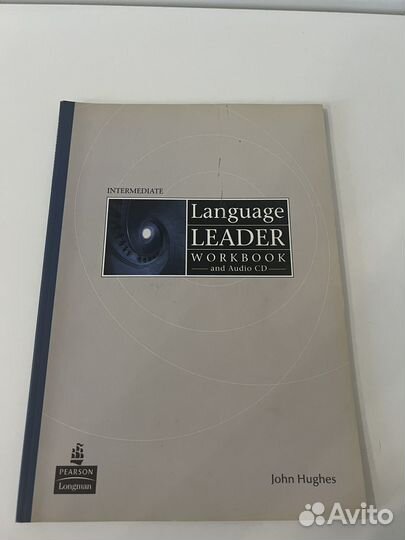 INTERMEDIATE
Language
LEADER
WORKBOOK
and Audio CD
PEARSON
Longman
John Hughes
Avito